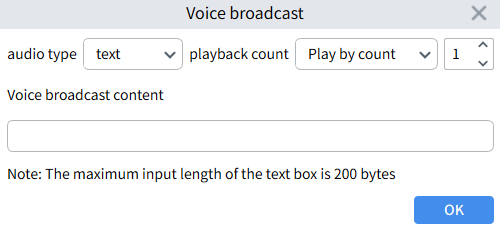 Voice broadcast
audio type text playback count Play by count 1
Voice broadcast content
Note: The maximum input length of the text box is 200 bytes
OK